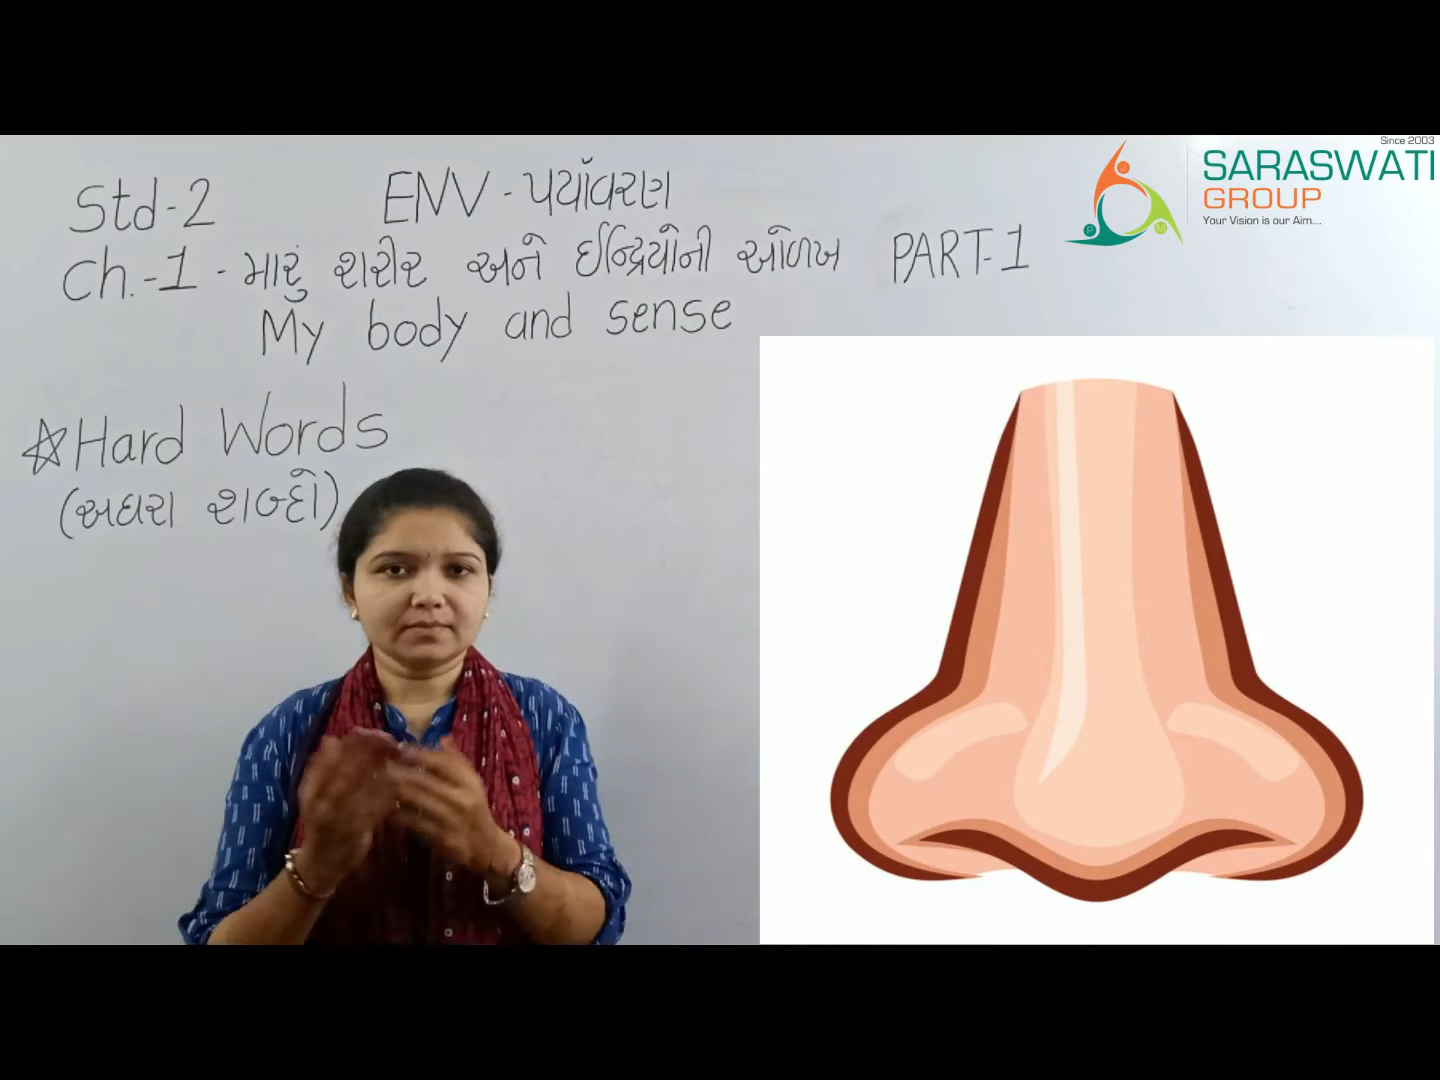 Since 2003
SARASWATI
GROUP
Your Vision is our Aim....
J
P
M
Std-2 ENV - પર્યાવરણ
Ch.-1 - મારું શરીર અને ઈન્દ્રિયોની ઓળખ PART-1
My body and sense
☆Hard Words
(અઘરા શબ્દો)